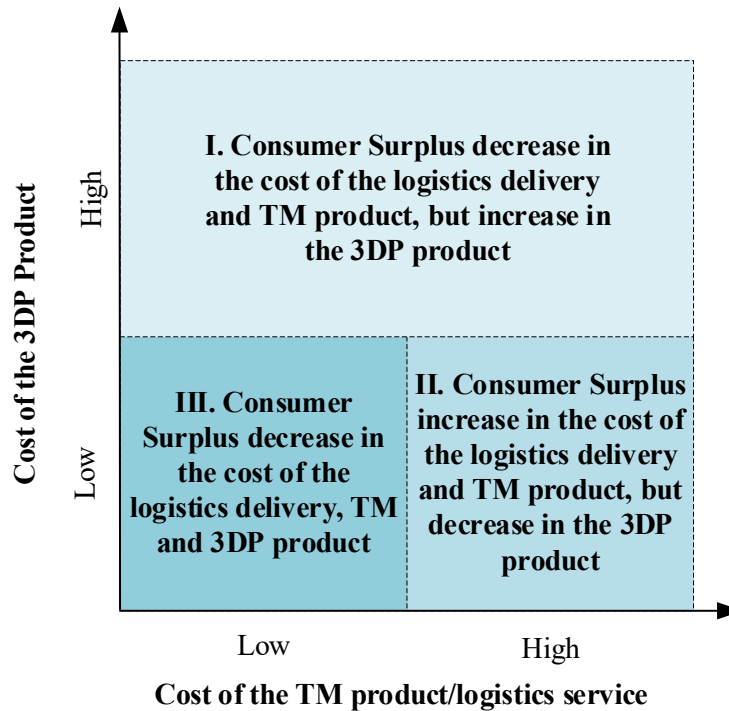 I. Consumer Surplus decrease in
the cost of the logistics delivery
and TM product, but increase in
the 3DP product
High
Cost of the 3D Product
Low
III. Consumer
Surplus decrease in
the cost of the
logistics delivery, TM
and 3DP product
II. Consumer Surplus
increase in the cost of
the logistics delivery
and TM product, but
decrease in the 3DP
product
Low
High
Cost of the TM product/logistics service